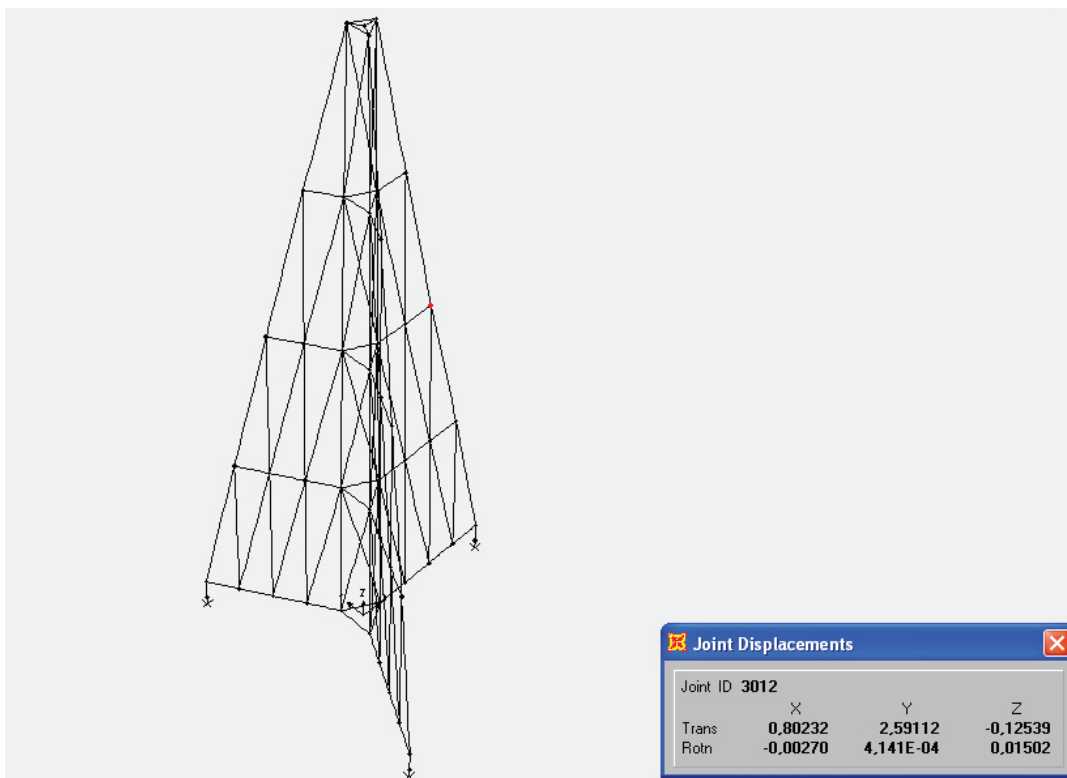 Z
Joint Displacements
Joint ID 3012
X Y Z
Trans 0,80232 2,59112 -0,12539
Rotn -0,00270 4,141E-04 0,01502